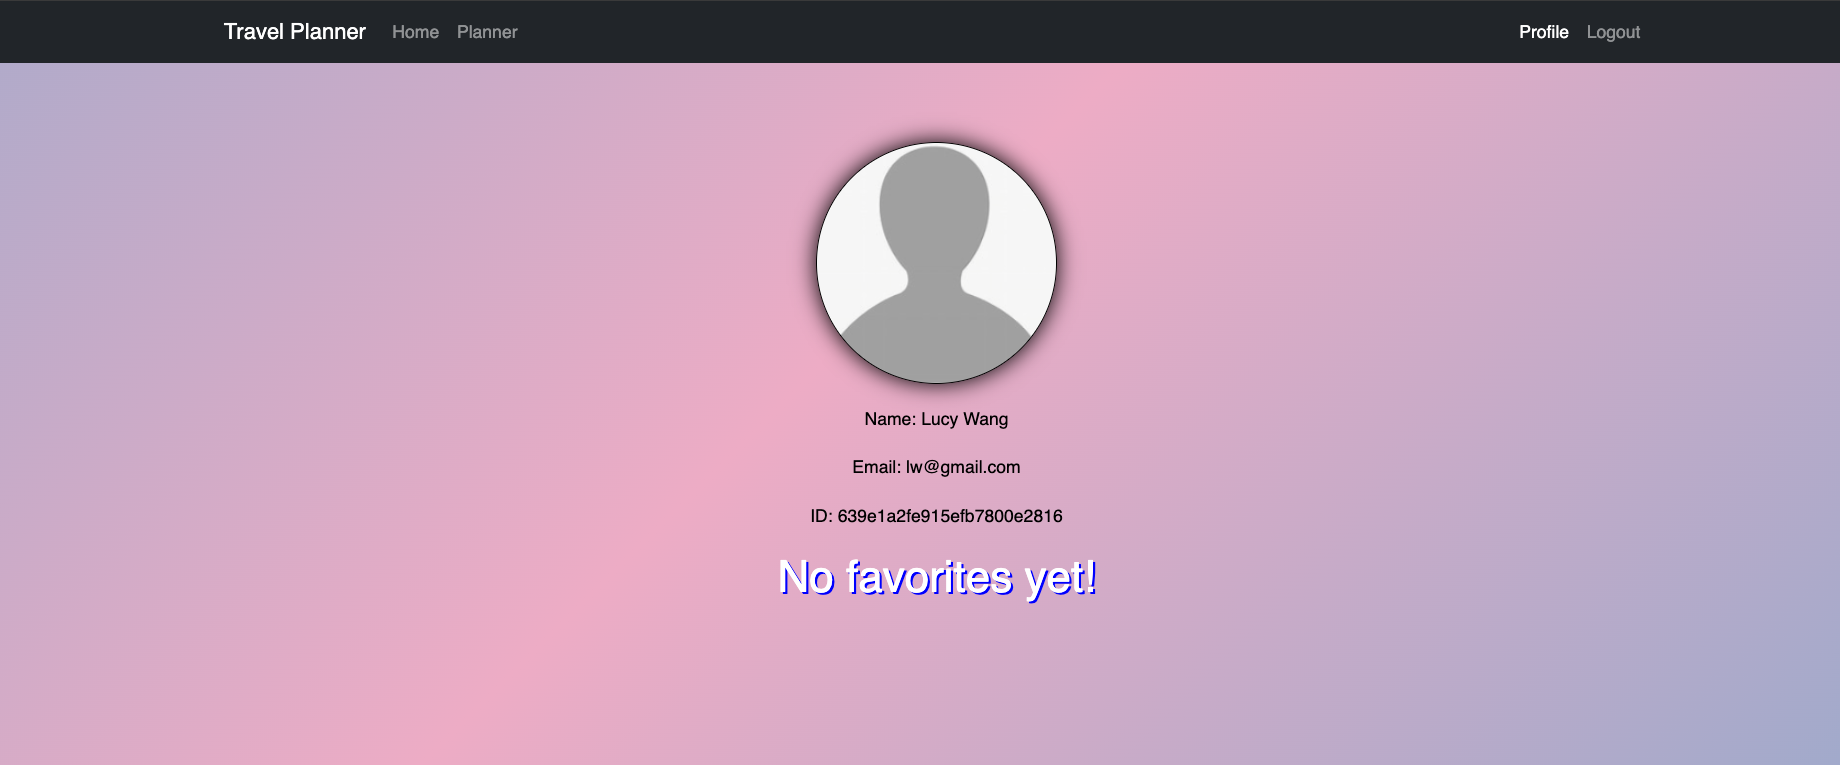 Travel Planner Home Planner Profile Logout
Name: Lucy Wang
Email: lw@gmail.com
ID: 639e1a2fe915efb7800e2816
No favorites yet!